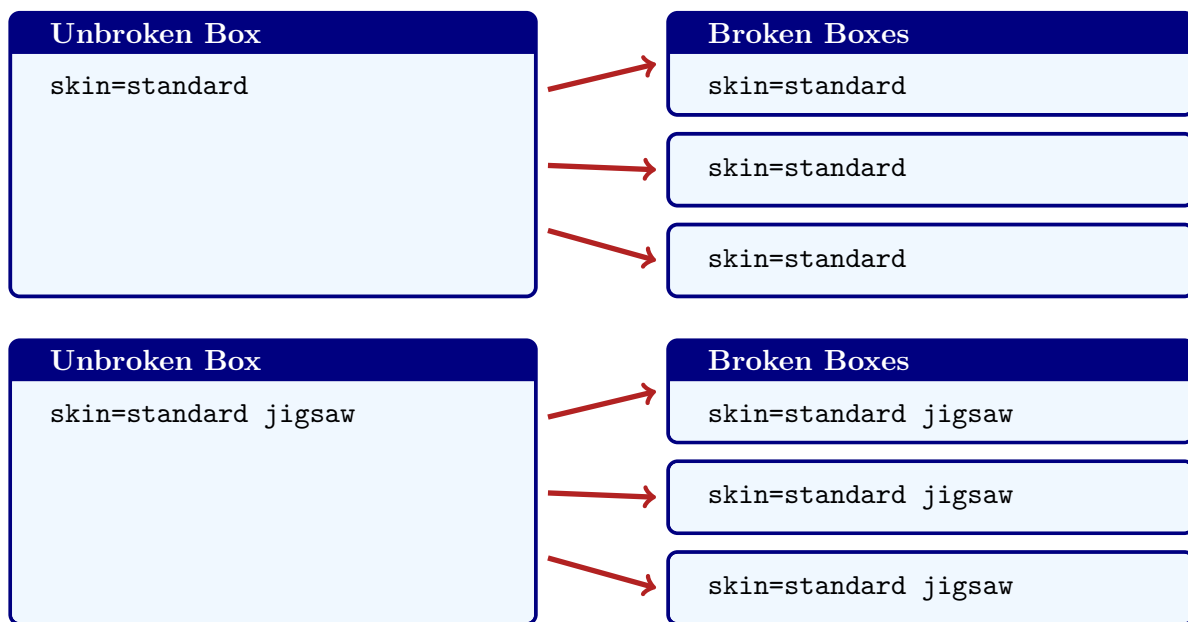 Unbroken Box
skin=standard
Broken Boxes
skin=standard
skin=standard
skin=standard
Unbroken Box
skin=standard jigsaw
Broken Boxes
skin=standard jigsaw
skin=standard jigsaw
skin=standard jigsaw